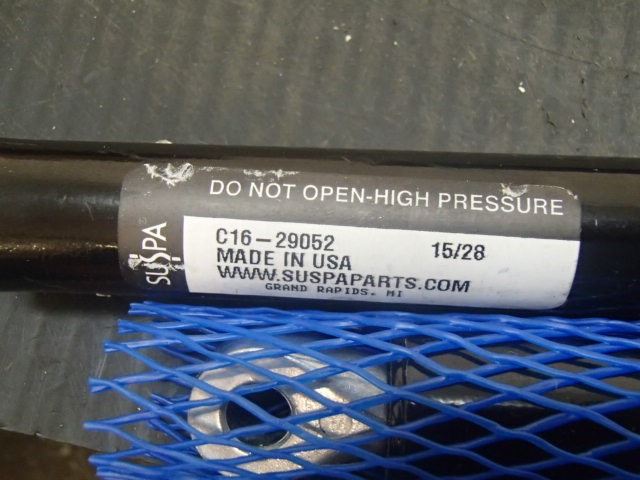 DO NOT OPEN-HIGH PRESSURE
SUSPA®
C16-29052 15/28
MADE IN USA
WWW.SUSPAPARTS.COM
GRAND RAPIDS, MI